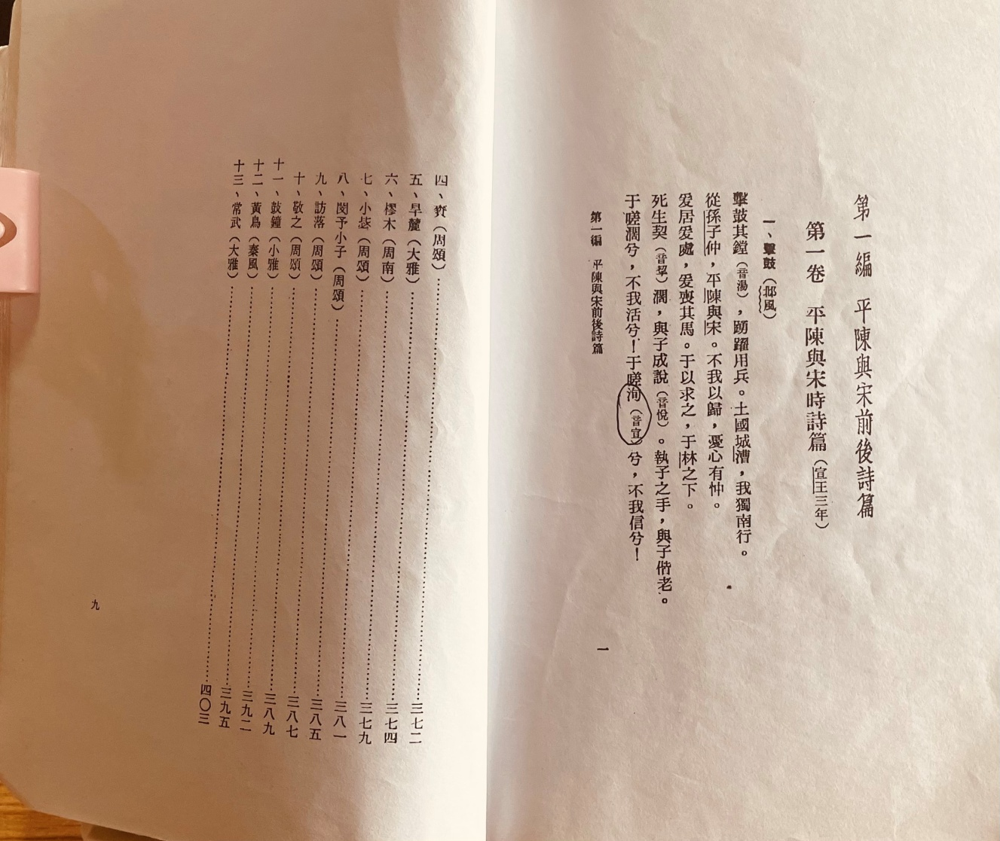 第一編　平陳與宋前後詩篇
第一卷　平陳與宋時詩篇（宣王三年）
一、擊鼓（邶風）
擊鼓其鏜（音湯），踴躍用兵。土國城漕，我獨南行。
從孫子仲，平陳與宋。不我以歸，憂心有忡。
爰居爰處，爰喪其馬。于以求之，于林之下。
死生契（音挈）濶，與子成說（音悅）。執子之手，與子偕老。
于嗟濶兮，不我活兮！于嗟洵（音宣）兮，不我信兮！
第一編　平陳與宋前後詩篇
一
四、賚（周頌）……三七二
五、旱麓（大雅）……三七四
六、樛木（周南）……三七九
七、小毖（周頌）……三八一
八、閔予小子（周頌）……三八五
九、訪落（周頌）……三八七
十、敬之（周頌）……三八九
十一、鼓鐘（小雅）……三九二
十二、黃鳥（秦風）……三九五
十三、常武（大雅）……四〇三
九